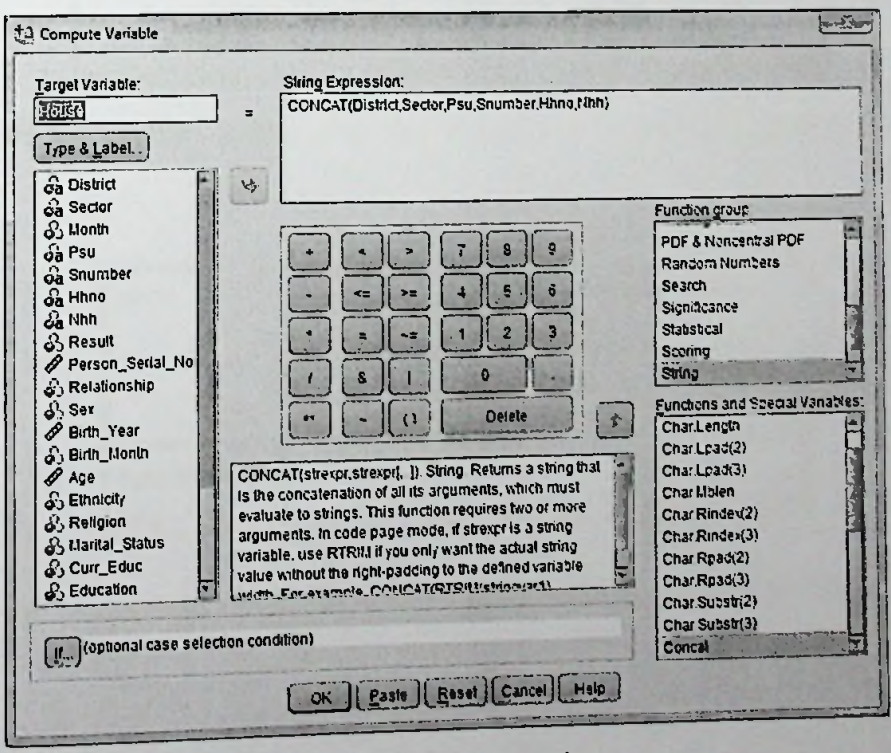 Compute Variable
Target Variable:
House
=
String Expression:
CONCAT(District,Sector,Psu,Snumber,Hhno,Nhh)
Type & Label...
District
Sector
Month
Psu
Snumber
Hhno
Nhh
Result
Person_Serial_No
Relationship
Sex
Birth_Year
Birth_Month
Age
Ethnicity
Religion
Marital_Status
Curr_Educ
Education
+ < > 7 8 9
- <= >= 4 5 6
* = ~= 1 2 3
/ & | 0 .
** ~ ( ) Delete
CONCAT(strexpr,strexpr[, ]). String. Returns a string that
is the concatenation of all its arguments, which must
evaluate to strings. This function requires two or more
arguments. In code page mode, if strexpr is a string
variable, use RTRIM if you only want the actual string
value without the right-padding to the defined variable
width. For example, CONCAT(RTRIM(stringvar1)
Function group:
PDF & Noncentral PDF
Random Numbers
Search
Significance
Statistical
Scoring
String
Functions and Special Variables:
Char.Length
Char.Lpad(2)
Char.Lpad(3)
Char.Mblen
Char.Rindex(2)
Char.Rindex(3)
Char.Rpad(2)
Char.Rpad(3)
Char.Substr(2)
Char.Substr(3)
Concat
If... (optional case selection condition)
OK Paste Reset Cancel Help